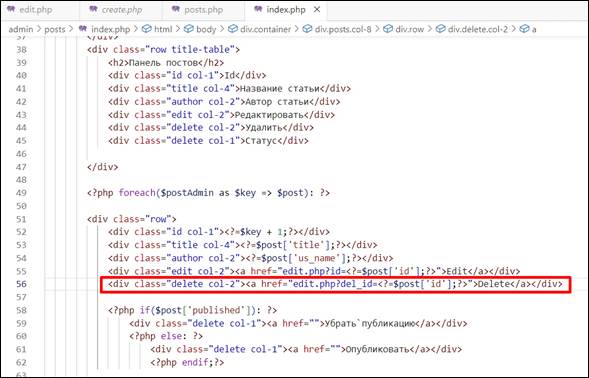 edit.php create.php posts.php index.php ×
admin > posts > index.php > html > body > div.container > div.posts.col-8 > div.row > div.delete.col-2 > a
37 </div>
38 <div class="row title-table">
39 <h2>Панель постов</h2>
40 <div class="id col-1">Id</div>
41 <div class="title col-4">Название статьи</div>
42 <div class="author col-2">Автор статьи</div>
43 <div class="edit col-2">Редактировать</div>
44 <div class="delete col-2">Удалить</div>
45 <div class="delete col-1">Статус</div>
46
47 </div>
48
49 <?php foreach($postAdmin as $key => $post): ?>
50
51 <div class="row">
52 <div class="id col-1"><?=$key + 1;?></div>
53 <div class="title col-4"><?=$post['title'];?></div>
54 <div class="author col-2"><?=$post['us_name'];?></div>
55 <div class="edit col-2"><a href="edit.php?id=<?=$post['id'];?>">Edit</a></div>
56 <div class="delete col-2"><a href="edit.php?del_id=<?=$post['id'];?>">Delete</a></div>
57
58 <?php if($post['published']): ?>
59 <div class="delete col-1"><a href="">Убрать`публикацию</a></div>
60 <?php else: ?>
61 <div class="delete col-1"><a href="">Опубликовать</a></div>
62 <?php endif;?>